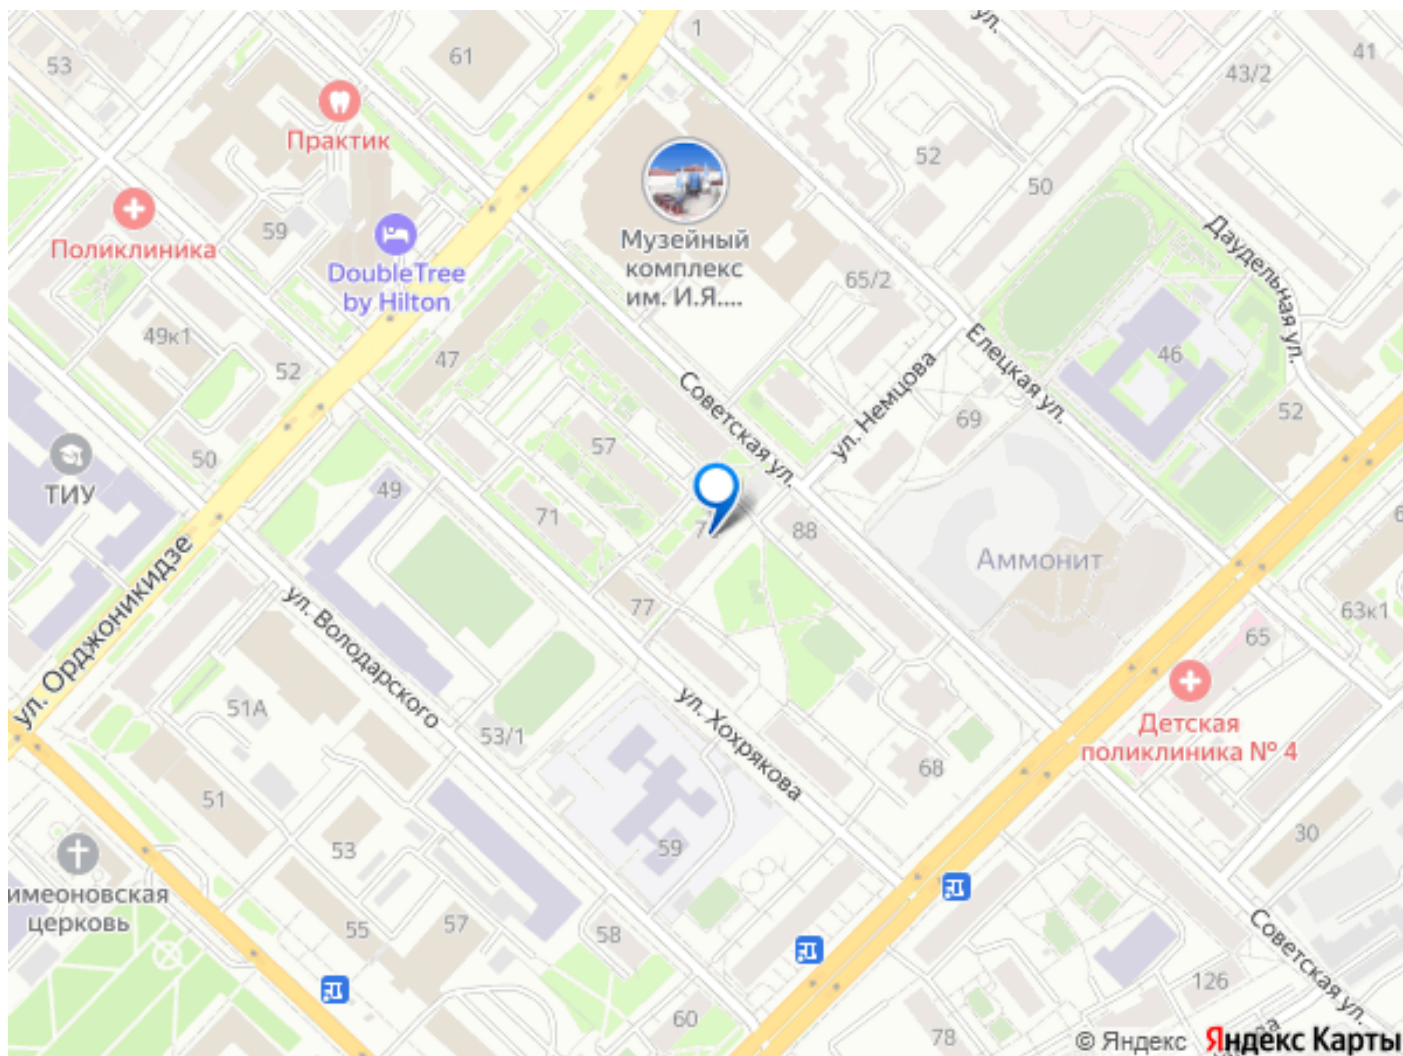 ул.
1
41
53
61
43/2
Практик
52
50
Поликлиника
59
Музейный
комплекс
им. И.Я....
Даудельная ул.
DoubleTree
by Hilton
65/2
49к1
52
47
Советская ул.
ул. Немцова
Елецкая ул.
46
69
52
50
57
ТИУ
49
71
88
Аммонит
77
63к1
65
ул. Орджоникидзе
ул. Володарского
51А
53/1
ул. Хохрякова
Детская
поликлиника № 4
68
51
53
59
30
имеоновская
церковь
55
57
58
Советская ул.
126
60
78
© Яндекс
Яндекс Карты